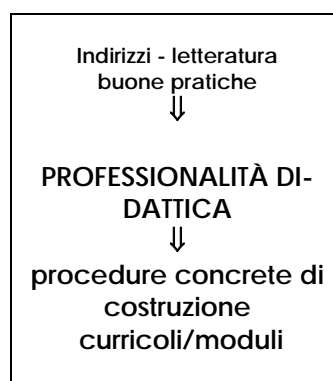 Indirizzi - letteratura
buone pratiche
⇓
PROFESSIONALITÀ DI-
DATTICA
⇓
procedure concrete di
costruzione
curricoli/moduli